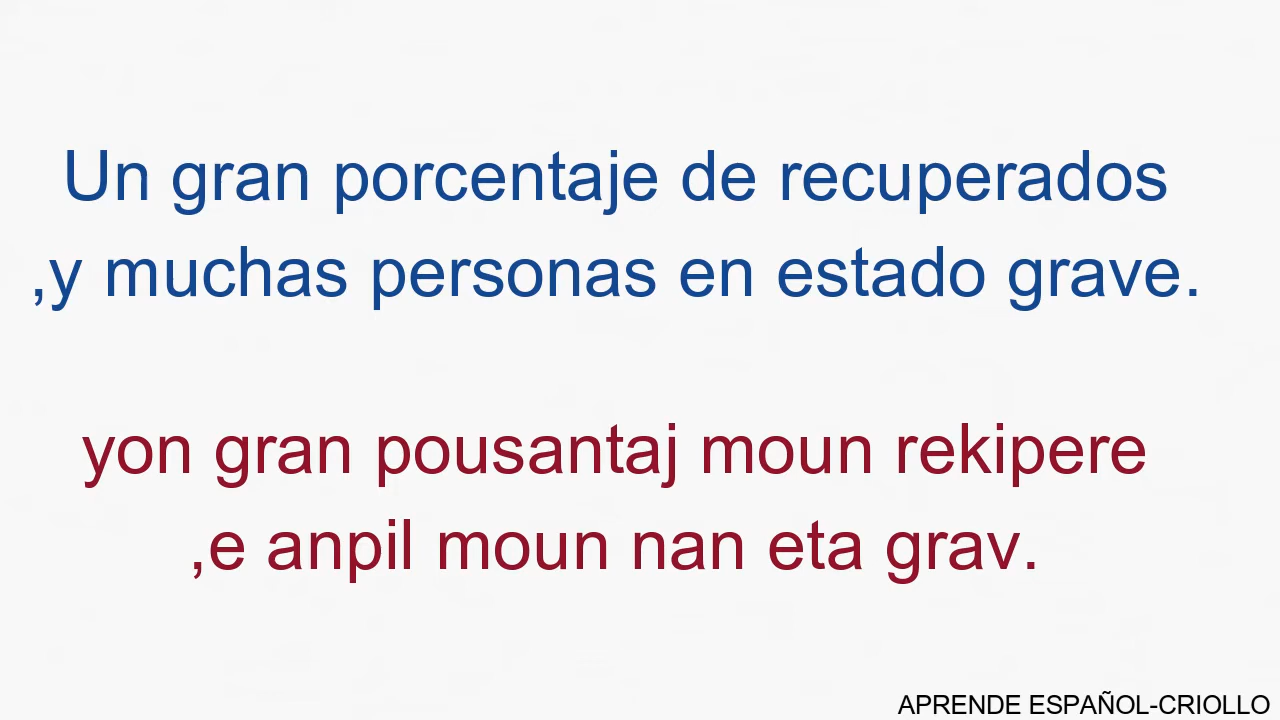 Un gran porcentaje de recuperados
,y muchas personas en estado grave.
yon gran pousantaj moun rekipere
,e anpil moun nan eta grav.
APRENDE ESPAÑOL-CRIOLLO